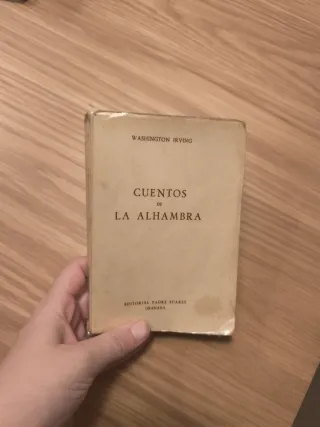 WASHINGTON IRVING
CUENTOS
DE
LA ALHAMBRA
EDITORIAL PADRE SUAREZ
GRANADA